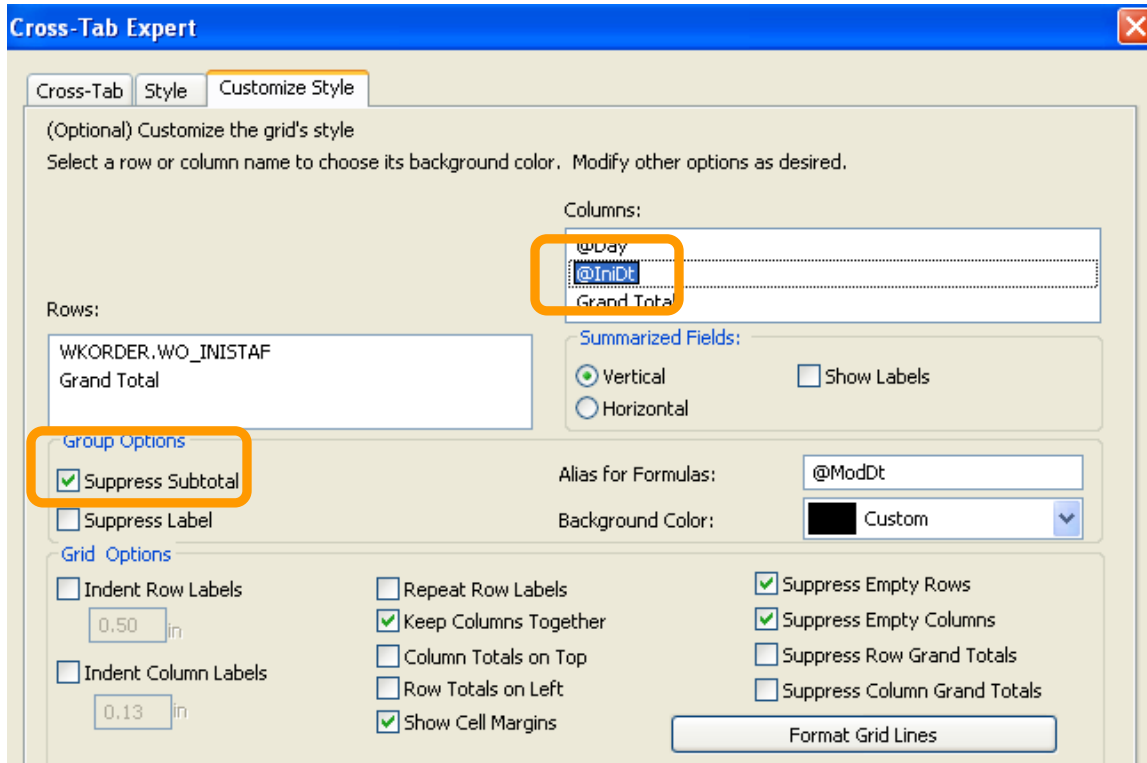 Cross-Tab Expert
Cross-Tab Style Customize Style
(Optional) Customize the grid's style
Select a row or column name to choose its background color. Modify other options as desired.
Columns:
@Day
@IniDt
Grand Total
Rows:
WKORDER.WO_INISTAF
Grand Total
Summarized Fields:
Vertical
Show Labels
Horizontal
Group Options
Suppress Subtotal
Alias for Formulas: @ModDt
Suppress Label
Background Color: Custom
Grid Options
Indent Row Labels
0.50 in
Indent Column Labels
0.13 in
Repeat Row Labels
Keep Columns Together
Column Totals on Top
Row Totals on Left
Show Cell Margins
Suppress Empty Rows
Suppress Empty Columns
Suppress Row Grand Totals
Suppress Column Grand Totals
Format Grid Lines